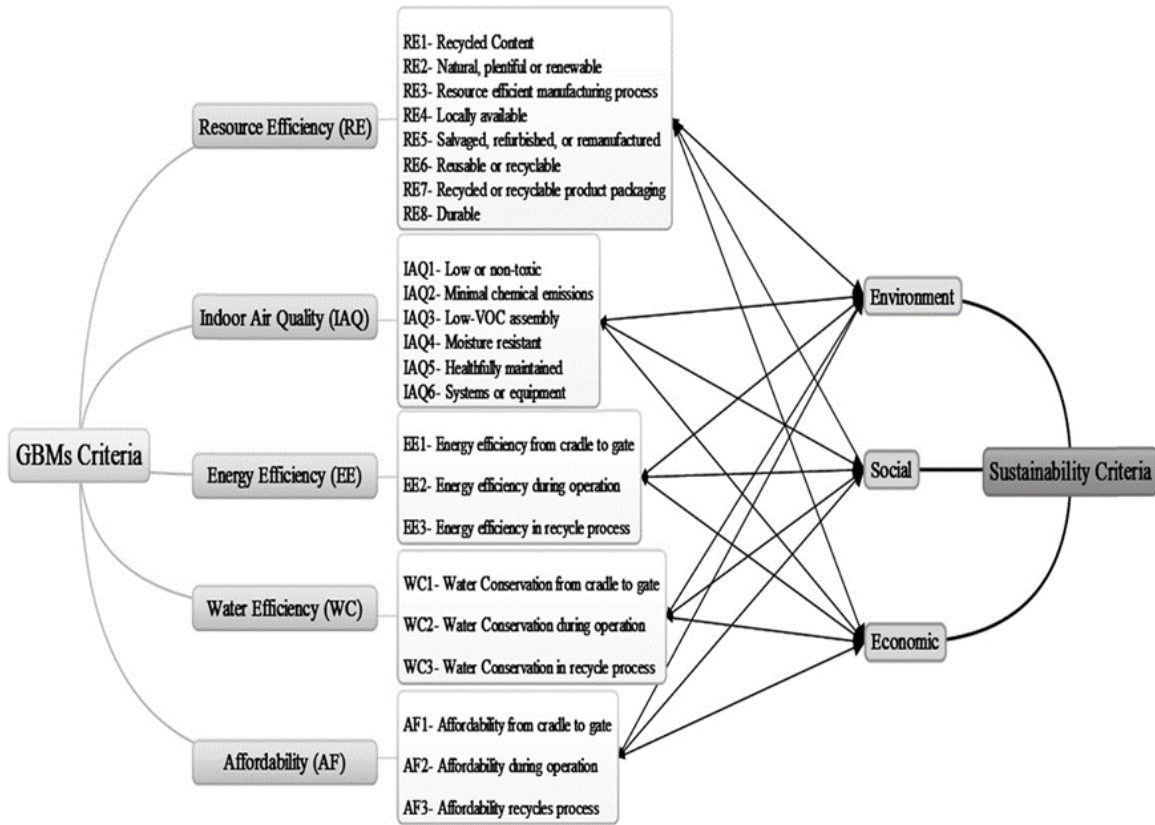 GBMs Criteria
Resource Efficiency (RE)
RE1- Recycled Content
RE2- Natural, plentiful or renewable
RE3- Resource efficient manufacturing process
RE4- Locally available
RE5- Salvaged, refurbished, or remanufactured
RE6- Reusable or recyclable
RE7- Recycled or recyclable product packaging
RE8- Durable
Indoor Air Quality (IAQ)
IAQ1- Low or non-toxic
IAQ2- Minimal chemical emissions
IAQ3- Low-VOC assembly
IAQ4- Moisture resistant
IAQ5- Healthfully maintained
IAQ6- Systems or equipment
Energy Efficiency (EE)
EE1- Energy efficiency from cradle to gate
EE2- Energy efficiency during operation
EE3- Energy efficiency in recycle process
Water Efficiency (WC)
WC1- Water Conservation from cradle to gate
WC2- Water Conservation during operation
WC3- Water Conservation in recycle process
Affordability (AF)
AF1- Affordability from cradle to gate
AF2- Affordability during operation
AF3- Affordability recycles process
Environment
Social
Economic
Sustainability Criteria